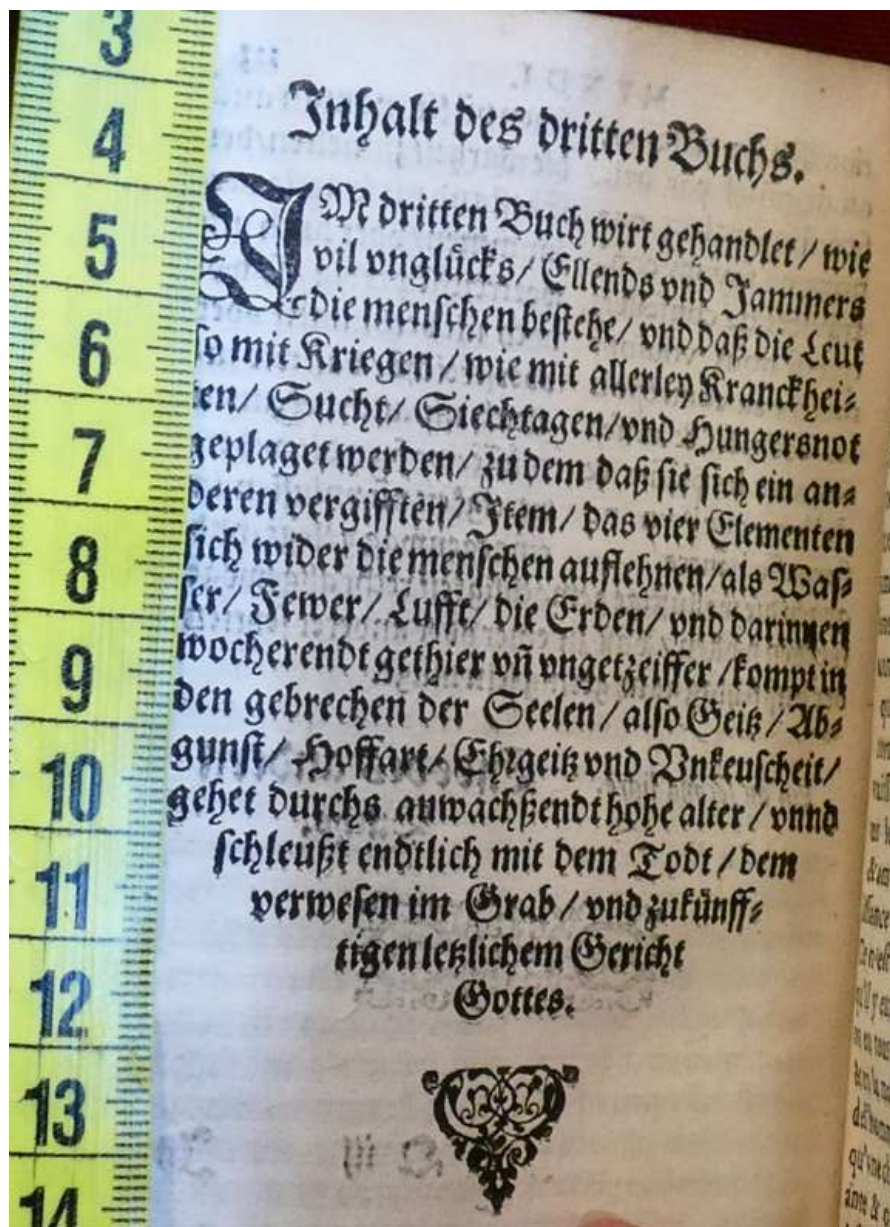 3
4
5
6
7
8
9
10
11
12
13
14
Inhalt des dritten Buchs.
IM dritten Buch wirt gehandlet / wie
vil vnglücks / Ellends vnd Jammers
die menschen bestehe / vnd daß die Leut
so mit Kriegen / wie mit allerley Kranckhei⸗
ten / Sucht / Siechtagen / vnd Hungersnot
geplaget werden / zu dem daß sie sich ein an⸗
deren vergifften / Item / das vier Elementen
sich wider die menschen auflehnen / als Was⸗
ser / Fewer / Lufft / die Erden / vnd darinnen
wocherendt gethier vñ vngetzeiffer / kompt in
den gebrechen der Seelen / also Geitz / Ab⸗
gunst / Hoffart / Ehrgeitz vnd Vnkeuscheit /
gehet durchs anwachßendt hohe alter / vnnd
schleußt endtlich mit dem Todt / dem
verwesen im Grab / vnd zukünff⸗
tigen letzlichem Gericht
Gottes.